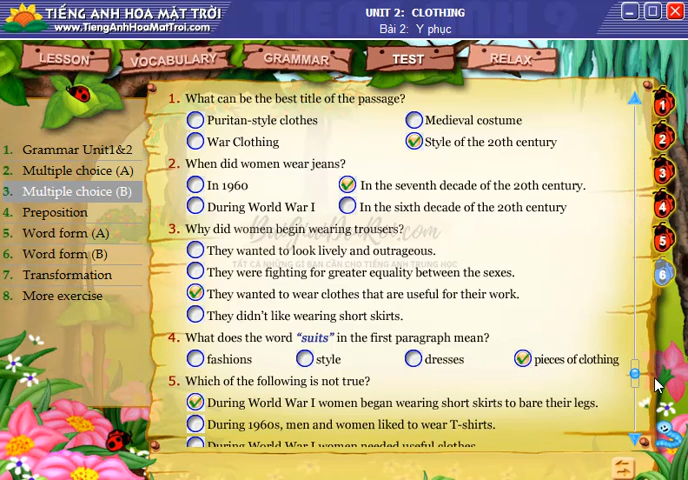 TIẾNG ANH HOA MẶT TRỜI
www.TiengAnhHoaMatTroi.com
UNIT 2: CLOTHING
Bài 2: Y phục
LESSON
VOCABULARY
GRAMMAR
TEST
RELAX
1. Grammar Unit1&2
2. Multiple choice (A)
3. Multiple choice (B)
4. Preposition
5. Word form (A)
6. Word form (B)
7. Transformation
8. More exercise
1. What can be the best title of the passage?
Puritan-style clothes
Medieval costume
War Clothing
Style of the 20th century
2. When did women wear jeans?
In 1960
In the seventh decade of the 20th century.
During World War I
In the sixth decade of the 20th century
3. Why did women begin wearing trousers?
They wanted to look lively and outrageous.
They were fighting for greater equality between the sexes.
They wanted to wear clothes that are useful for their work.
They didn't like wearing short skirts.
4. What does the word "suits" in the first paragraph mean?
fashions
style
dresses
pieces of clothing
5. Which of the following is not true?
During World War I women began wearing short skirts to bare their legs.
During 1960s, men and women liked to wear T-shirts.
During World War I women needed useful clothes
1
2
3
4
5
6